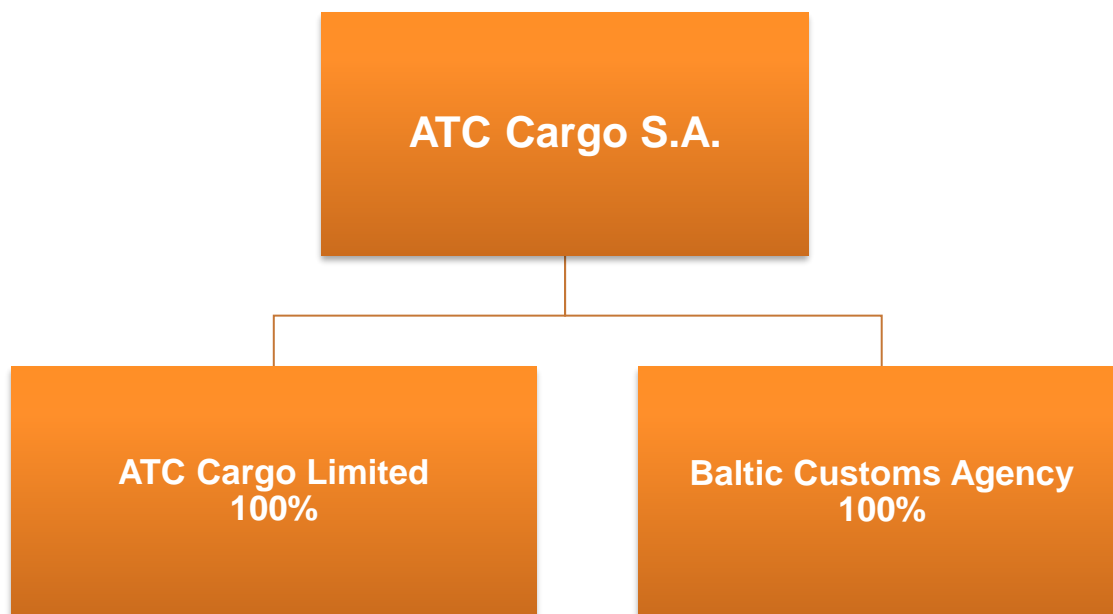 ATC Cargo S.A.
ATC Cargo Limited
100%
Baltic Customs Agency
100%